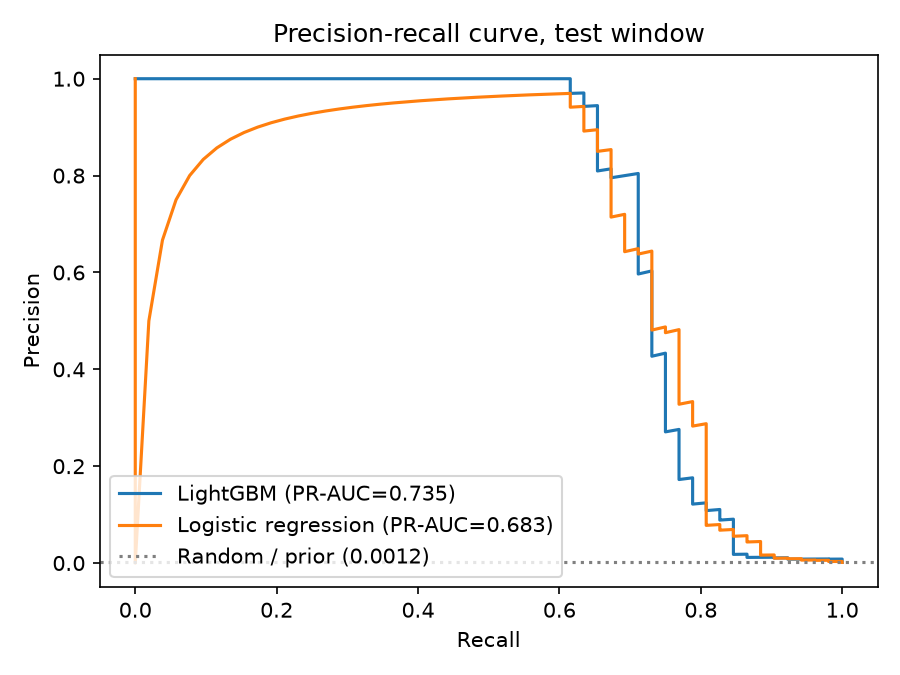 Precision-recall curve, test window
Precision
1.0
0.8
0.6
0.4
0.2
0.0
LightGBM (PR-AUC=0.735)
Logistic regression (PR-AUC=0.683)
Random / prior (0.0012)
0.0 0.2 0.4 0.6 0.8 1.0
Recall